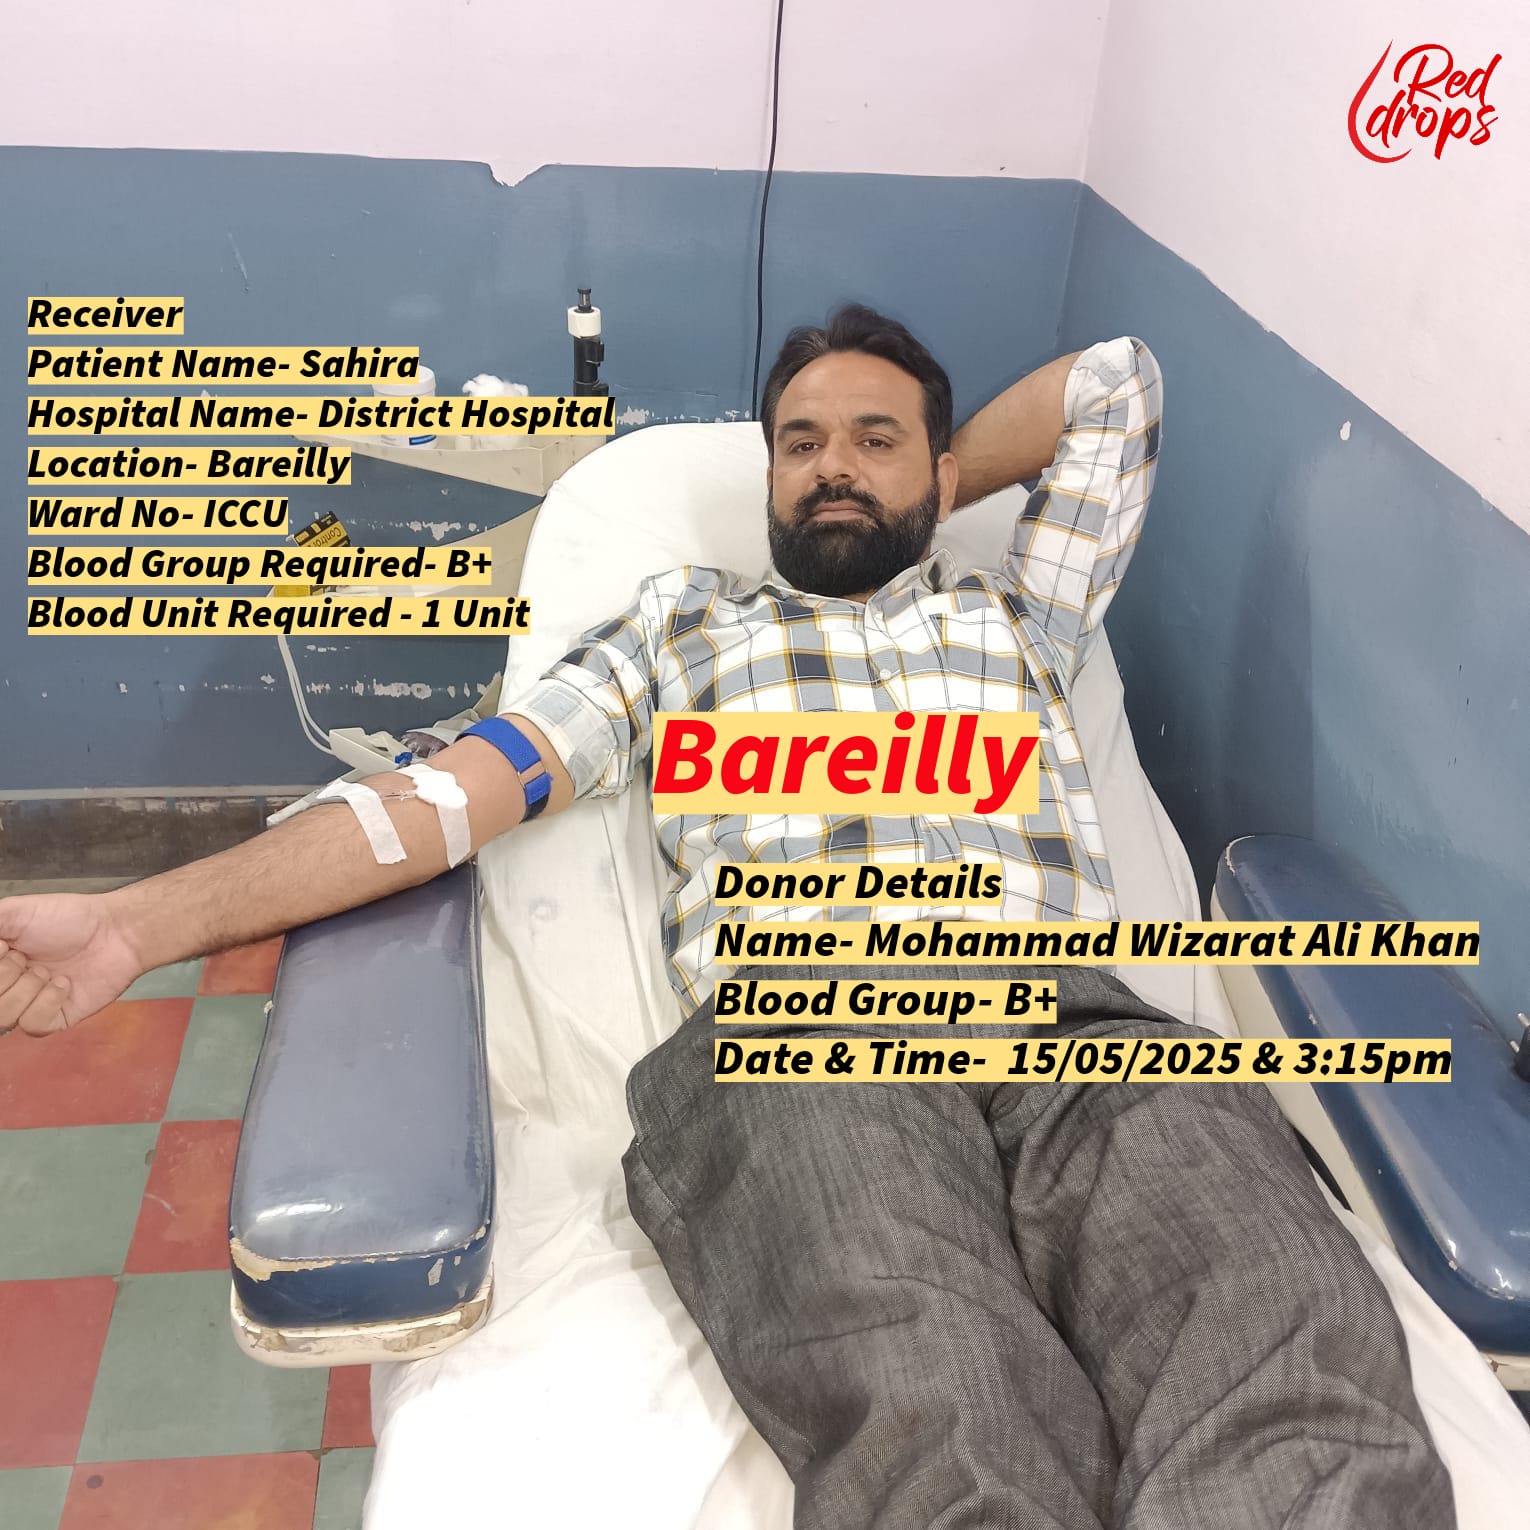 Red
drops
Receiver
Patient Name- Sahira
Hospital Name- District Hospital
Location- Bareilly
Ward No- ICCU
Blood Group Required- B+
Blood Unit Required - 1 Unit
Control
Bareilly
Donor Details
Name- Mohammad Wizarat Ali Khan
Blood Group- B+
Date & Time- 15/05/2025 & 3:15pm